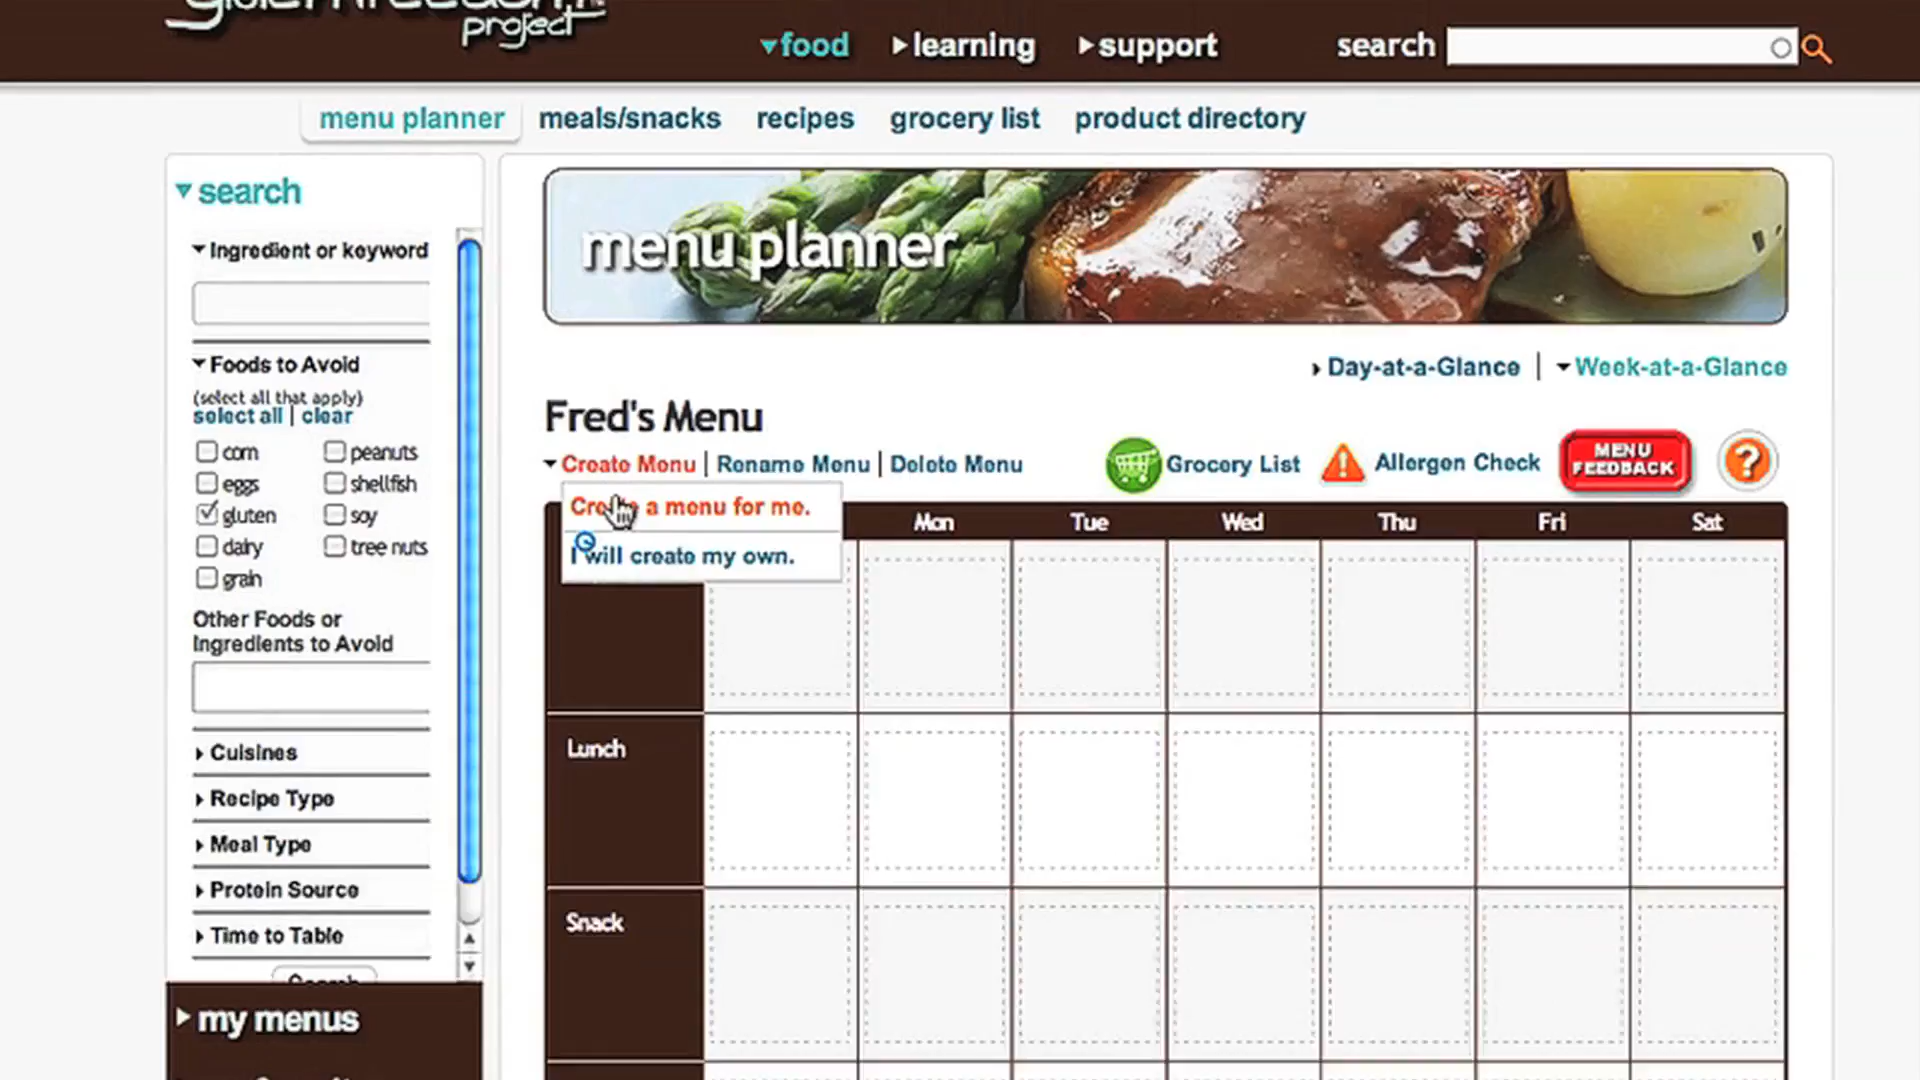 project
food
learning
support
search
menu planner
meals/snacks
recipes
grocery list
product directory
search
Ingredient or keyword
Foods to Avoid
(select all that apply)
select all | clear
corn
peanuts
eggs
shellfish
gluten
soy
dairy
tree nuts
grain
Other Foods or
Ingredients to Avoid
Cuisines
Recipe Type
Meal Type
Protein Source
Time to Table
Search
my menus
menu planner
Day-at-a-Glance | Week-at-a-Glance
Fred's Menu
Create Menu | Rename Menu | Delete Menu
Grocery List
Allergen Check
MENU
FEEDBACK
?
Create a menu for me.
I will create my own.
Mon
Tue
Wed
Thu
Fri
Sat
Lunch
Snack